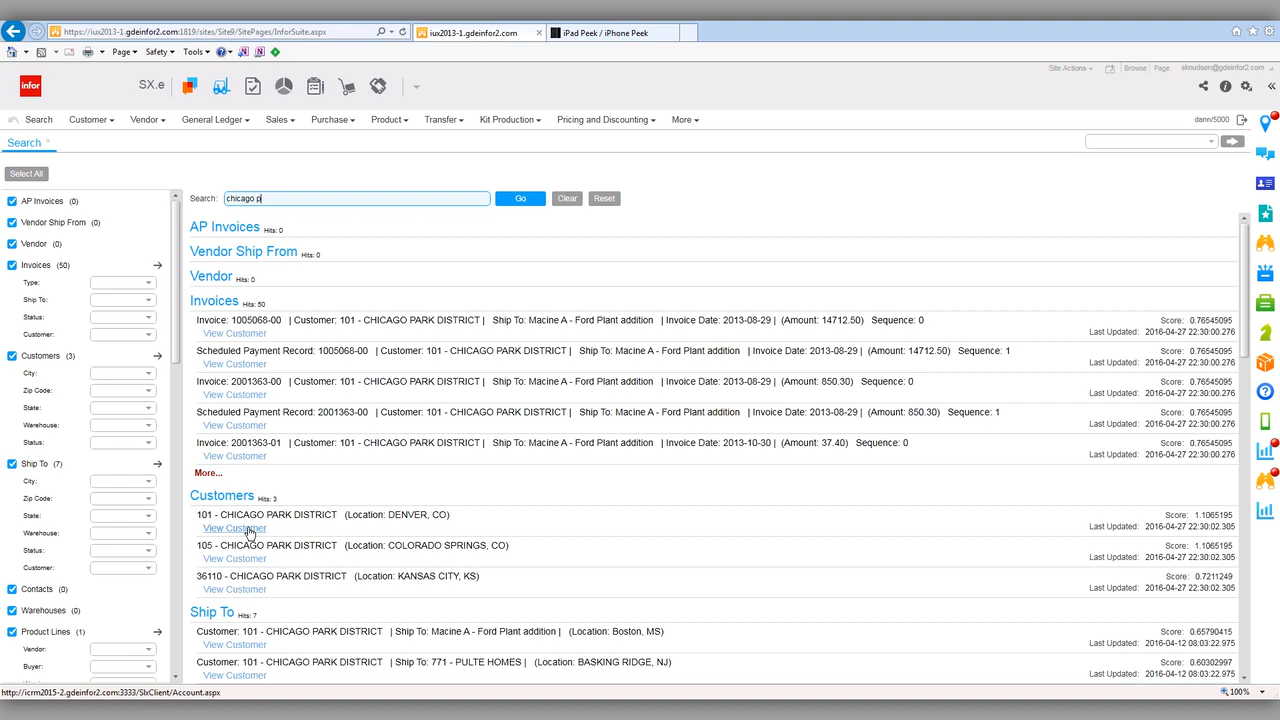 https://iux2013-1.gdeinfor2.com:1819/sites/Site9/SitePages/InforSuite.aspx
iux2013-1.gdeinfor2.com
iPad Peek / iPhone Peek
Page Safety Tools
Site Actions Browse Page sknudsen@gdeinfor2.com
infor SX.e
Search Customer Vendor General Ledger Sales Purchase Product Transfer Kit Production Pricing and Discounting More dann/5000
Search
Select All
Search: chicago p Go Clear Reset
AP Invoices (0)
Vendor Ship From (0)
Vendor (0)
Invoices (50)
Type:
Ship To:
Status:
Customer:
Customers (3)
City:
Zip Code:
State:
Warehouse:
Status:
Ship To (7)
City:
Zip Code:
State:
Warehouse:
Status:
Customer:
Contacts (0)
Warehouses (0)
Product Lines (1)
Vendor:
Buyer:
AP Invoices Hits: 0
Vendor Ship From Hits: 0
Vendor Hits: 0
Invoices Hits: 50
Invoice: 1005068-00 | Customer: 101 - CHICAGO PARK DISTRICT | Ship To: Macine A - Ford Plant addition | Invoice Date: 2013-08-29 | (Amount: 14712.50) Sequence: 0 Score: 0.76545095
View Customer Last Updated: 2016-04-27 22:30:00.276
Scheduled Payment Record: 1005068-00 | Customer: 101 - CHICAGO PARK DISTRICT | Ship To: Macine A - Ford Plant addition | Invoice Date: 2013-08-29 | (Amount: 14712.50) Sequence: 1 Score: 0.76545095
View Customer Last Updated: 2016-04-27 22:30:00.276
Invoice: 2001363-00 | Customer: 101 - CHICAGO PARK DISTRICT | Ship To: Macine A - Ford Plant addition | Invoice Date: 2013-08-29 | (Amount: 850.30) Sequence: 0 Score: 0.76545095
View Customer Last Updated: 2016-04-27 22:30:00.276
Scheduled Payment Record: 2001363-00 | Customer: 101 - CHICAGO PARK DISTRICT | Ship To: Macine A - Ford Plant addition | Invoice Date: 2013-08-29 | (Amount: 850.30) Sequence: 1 Score: 0.76545095
View Customer Last Updated: 2016-04-27 22:30:00.276
Invoice: 2001363-01 | Customer: 101 - CHICAGO PARK DISTRICT | Ship To: Macine A - Ford Plant addition | Invoice Date: 2013-10-30 | (Amount: 37.40) Sequence: 0 Score: 0.76545095
View Customer Last Updated: 2016-04-27 22:30:00.276
More...
Customers Hits: 3
101 - CHICAGO PARK DISTRICT (Location: DENVER, CO) Score: 1.1065195
View Customer Last Updated: 2016-04-27 22:30:02.305
105 - CHICAGO PARK DISTRICT (Location: COLORADO SPRINGS, CO) Score: 1.1065195
View Customer Last Updated: 2016-04-27 22:30:02.305
36110 - CHICAGO PARK DISTRICT (Location: KANSAS CITY, KS) Score: 0.7211249
View Customer Last Updated: 2016-04-27 22:30:02.305
Ship To Hits: 7
Customer: 101 - CHICAGO PARK DISTRICT | Ship To: Macine A - Ford Plant addition | (Location: Boston, MS) Score: 0.65790415
View Customer Last Updated: 2016-04-12 08:03:22.975
Customer: 101 - CHICAGO PARK DISTRICT | Ship To: 771 - PULTE HOMES | (Location: BASKING RIDGE, NJ) Score: 0.60302997
View Customer Last Updated: 2016-04-12 08:03:22.975
http://icrm2015-2.gdeinfor2.com:3333/SlxClient/Account.aspx
100%